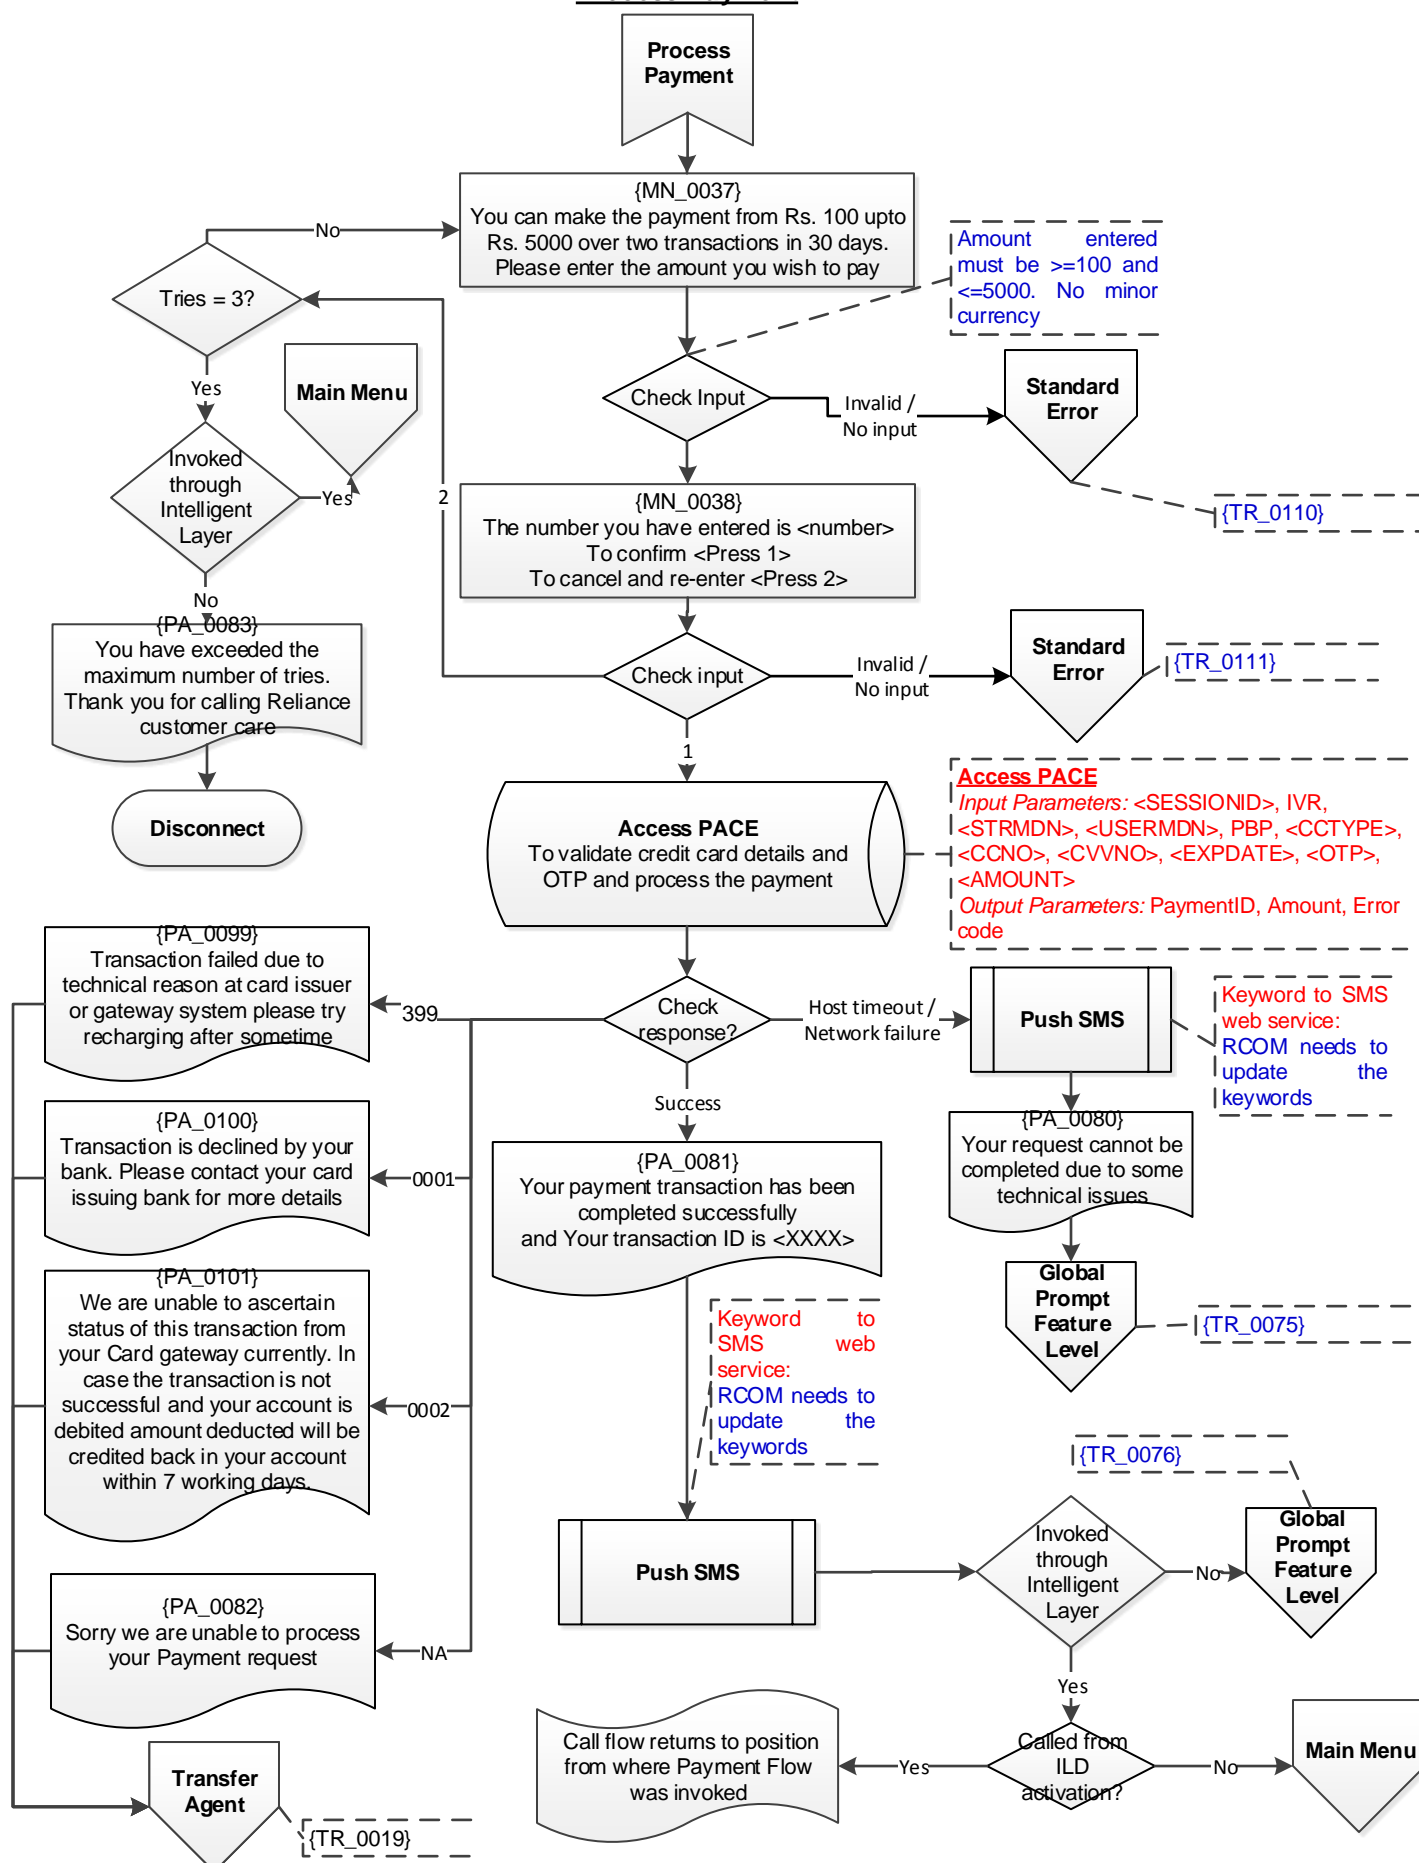 Process
Payment
{MN_0037}
You can make the payment from Rs. 100 upto
Rs. 5000 over two transactions in 30 days.
Please enter the amount you wish to pay
No
Amount entered
must be >=100 and
<=5000. No minor
currency
Tries = 3?
Yes
Main Menu
Check Input
Invalid /
No input
Standard
Error
{TR_0110}
Invoked
through
Intelligent
Layer
Yes
No
2
{MN_0038}
The number you have entered is <number>
To confirm <Press 1>
To cancel and re-enter <Press 2>
{PA_0083}
You have exceeded the
maximum number of tries.
Thank you for calling Reliance
customer care
Check input
Invalid /
No input
Standard
Error
{TR_0111}
1
Disconnect
Access PACE
To validate credit card details and
OTP and process the payment
Access PACE
Input Parameters: <SESSIONID>, IVR,
<STRMDN>, <USERMDN>, PBP, <CCTYPE>,
<CCNO>, <CVVNO>, <EXPDATE>, <OTP>,
<AMOUNT>
Output Parameters: PaymentID, Amount, Error
code
{PA_0099}
Transaction failed due to
technical reason at card issuer
or gateway system please try
recharging after sometime
399
Check
response?
Host timeout /
Network failure
Push SMS
Keyword to SMS
web service:
RCOM needs to
update the
keywords
Success
{PA_0100}
Transaction is declined by your
bank. Please contact your card
issuing bank for more details
0001
{PA_0081}
Your payment transaction has been
completed successfully
and Your transaction ID is <XXXX>
{PA_0080}
Your request cannot be
completed due to some
technical issues
{PA_0101}
We are unable to ascertain
status of this transaction from
your Card gateway currently. In
case the transaction is not
successful and your account is
debited amount deducted will be
credited back in your account
within 7 working days.
0002
Keyword to
SMS web
service:
RCOM needs to
update the
keywords
Global
Prompt
Feature
Level
{TR_0075}
{TR_0076}
Push SMS
Invoked
through
Intelligent
Layer
No
Global
Prompt
Feature
Level
{PA_0082}
Sorry we are unable to process
your Payment request
NA
Yes
Call flow returns to position
from where Payment Flow
was invoked
Yes
Called from
ILD
activation?
No
Main Menu
Transfer
Agent
{TR_0019}